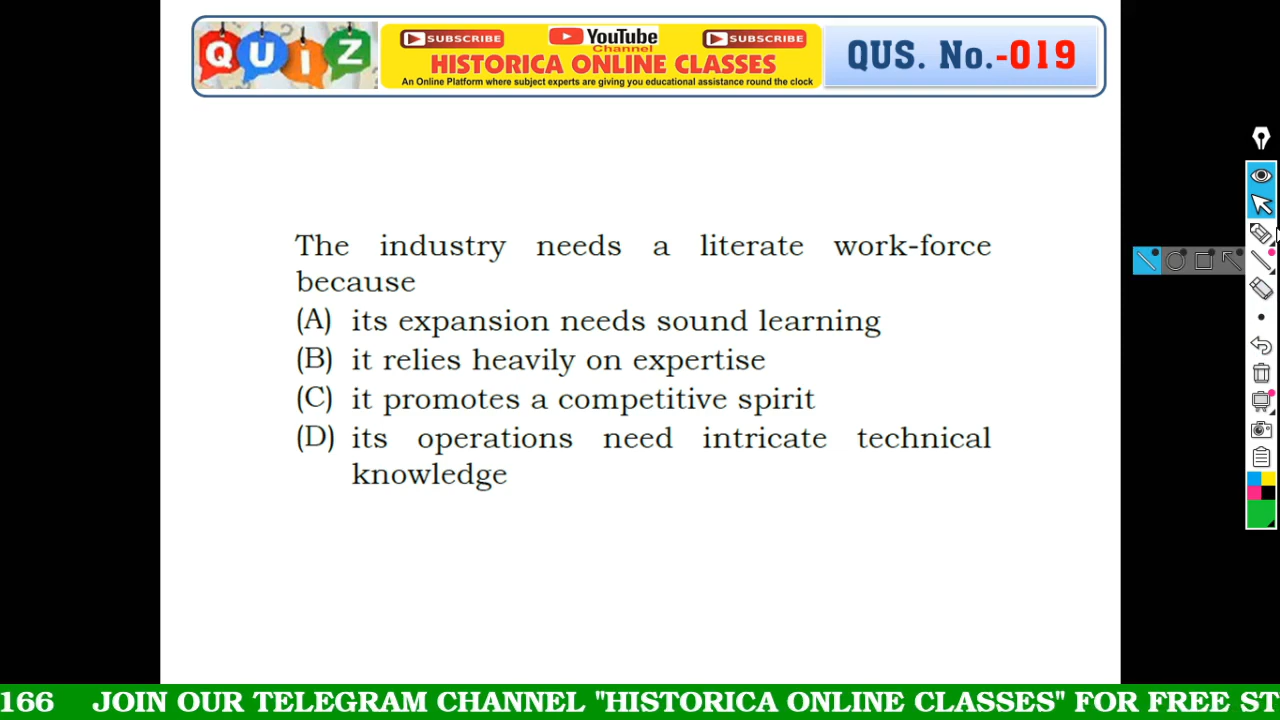 QUIZ
SUBSCRIBE
YouTube
Channel
SUBSCRIBE
HISTORICA ONLINE CLASSES
An Online Platform where subject experts are giving you educational assistance round the clock
QUS. No.-019
The industry needs a literate work-force
because
(A) its expansion needs sound learning
(B) it relies heavily on expertise
(C) it promotes a competitive spirit
(D) its operations need intricate technical
knowledge
166 JOIN OUR TELEGRAM CHANNEL "HISTORICA ONLINE CLASSES" FOR FREE ST